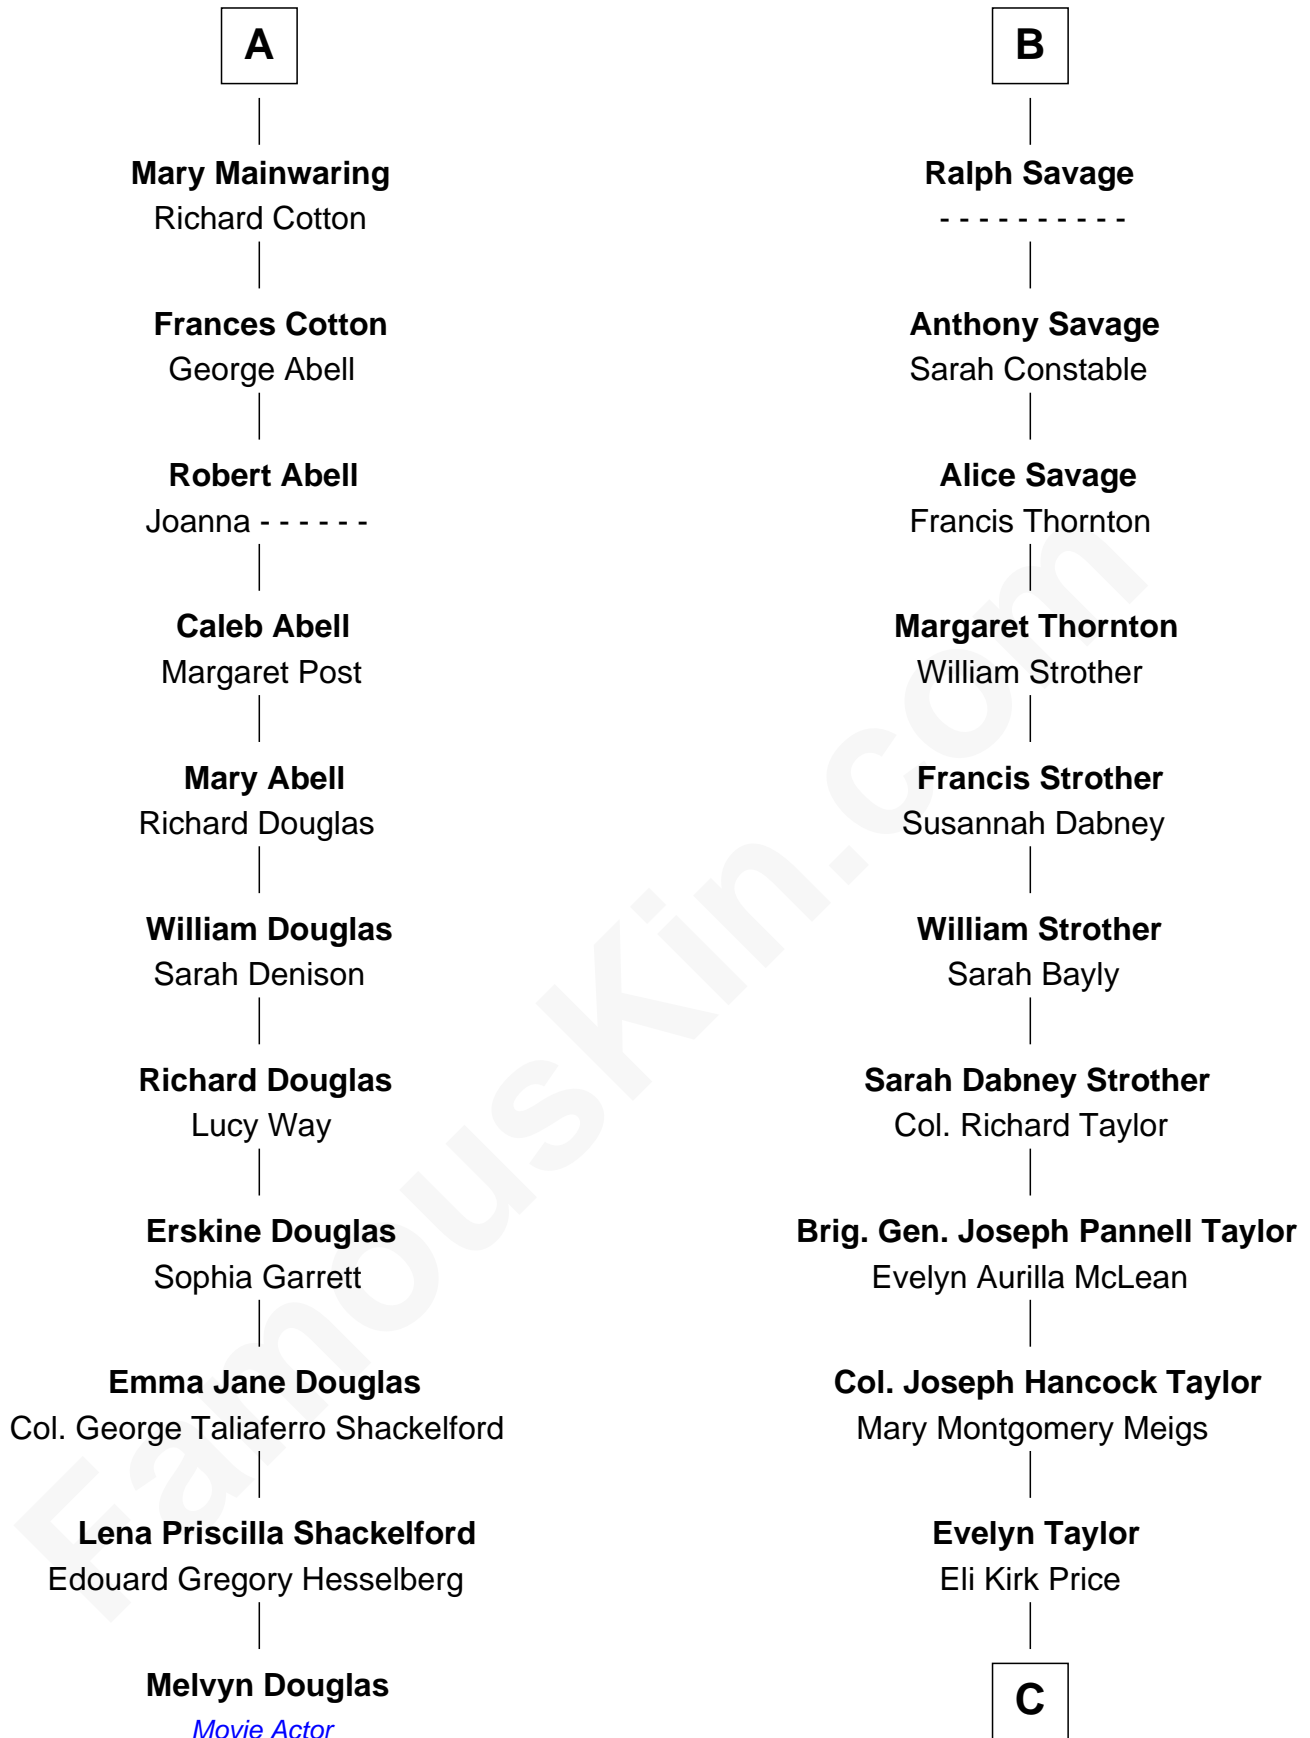 A
Mary Mainwaring
Richard Cotton
Frances Cotton
George Abell
Robert Abell
Joanna - - - - - -
Caleb Abell
Margaret Post
Mary Abell
Richard Douglas
William Douglas
Sarah Denison
Richard Douglas
Lucy Way
Erskine Douglas
Sophia Garrett
Emma Jane Douglas
Col. George Taliaferro Shackelford
Lena Priscilla Shackelford
Edouard Gregory Hesselberg
Melvyn Douglas
Movie Actor
B
Ralph Savage
- - - - - - - - - -
Anthony Savage
Sarah Constable
Alice Savage
Francis Thornton
Margaret Thornton
William Strother
Francis Strother
Susannah Dabney
William Strother
Sarah Bayly
Sarah Dabney Strother
Col. Richard Taylor
Brig. Gen. Joseph Pannell Taylor
Evelyn Aurilla McLean
Col. Joseph Hancock Taylor
Mary Montgomery Meigs
Evelyn Taylor
Eli Kirk Price
C
FamousKin.com